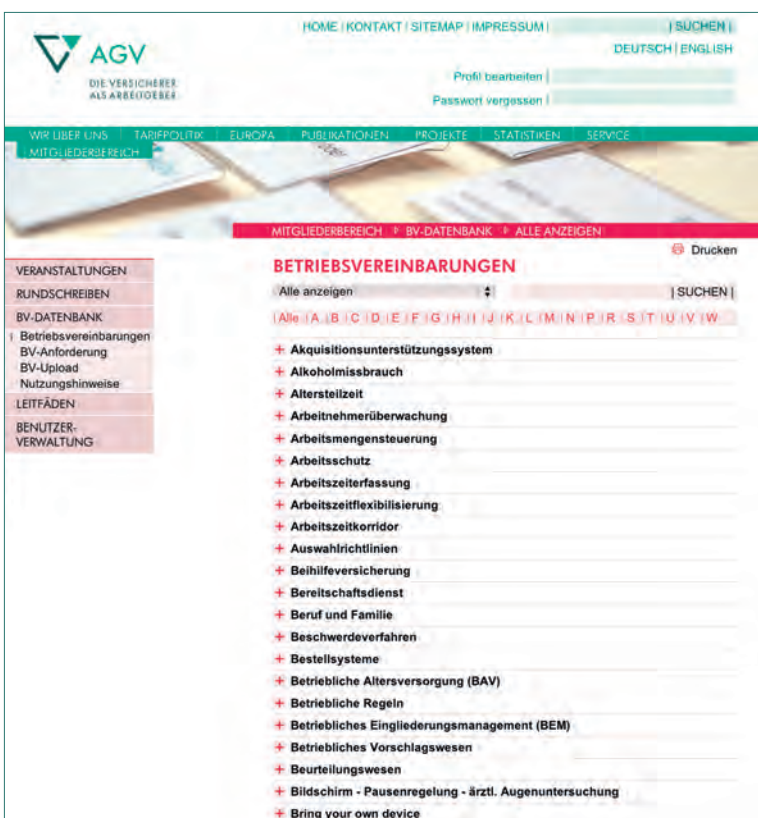 HOME | KONTAKT | SITEMAP | IMPRESSUM | | SUCHEN |
DEUTSCH | ENGLISH
AGV
DIE VERSICHERER
ALS ARBEITGEBER
Profil bearbeiten |
Passwort vergessen |
WIR ÜBER UNS | TARIFPOLITIK | EUROPA | PUBLIKATIONEN | PROJEKTE | STATISTIKEN | SERVICE
| MITGLIEDERBEREICH
MITGLIEDERBEREICH BV-DATENBANK ALLE ANZEIGEN
Drucken
VERANSTALTUNGEN
RUNDSCHREIBEN
BV-DATENBANK
| Betriebsvereinbarungen
BV-Anforderung
BV-Upload
Nutzungshinweise
LEITFÄDEN
BENUTZER-
VERWALTUNG
BETRIEBSVEREINBARUNGEN
Alle anzeigen | SUCHEN |
| Alle | A | B | C | D | E | F | G | H | I | J | K | L | M | N | P | R | S | T | U | V | W
+ Akquisitionsunterstützungssystem
+ Alkoholmissbrauch
+ Altersteilzeit
+ Arbeitnehmerüberwachung
+ Arbeitsmengensteuerung
+ Arbeitsschutz
+ Arbeitszeiterfassung
+ Arbeitszeitflexibilisierung
+ Arbeitszeitkorridor
+ Auswahlrichtlinien
+ Beihilfeversicherung
+ Bereitschaftsdienst
+ Beruf und Familie
+ Beschwerdeverfahren
+ Bestellsysteme
+ Betriebliche Altersversorgung (BAV)
+ Betriebliche Regeln
+ Betriebliches Eingliederungsmanagement (BEM)
+ Betriebliches Vorschlagswesen
+ Beurteilungswesen
+ Bildschirm - Pausenregelung - ärztl. Augenuntersuchung
+ Bring your own device